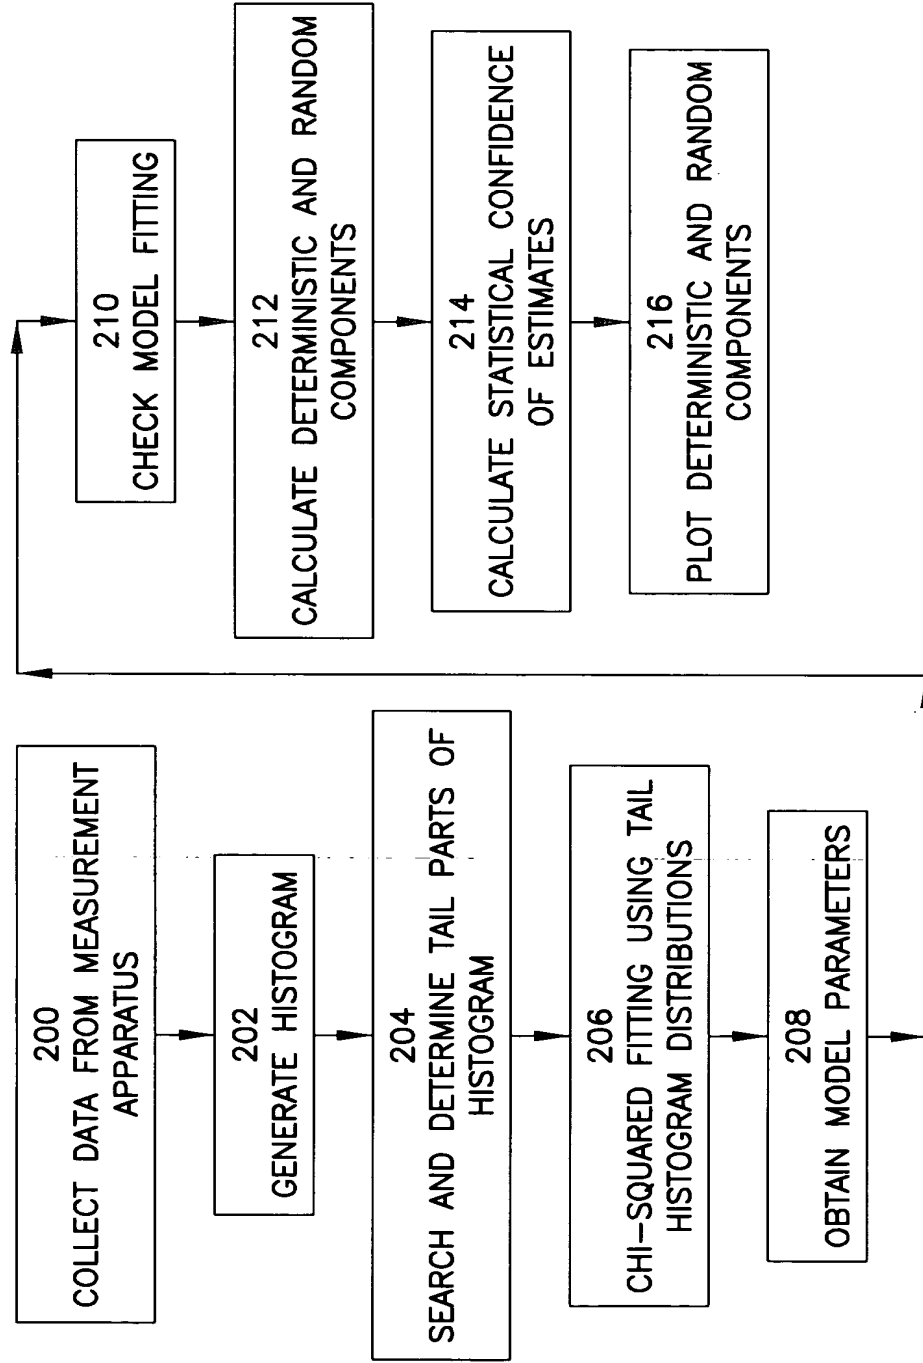 200
COLLECT DATA FROM MEASUREMENT
APPARATUS
202
GENERATE HISTOGRAM
204
SEARCH AND DETERMINE TAIL PARTS OF
HISTOGRAM
206
CHI-SQUARED FITTING USING TAIL
HISTOGRAM DISTRIBUTIONS
208
OBTAIN MODEL PARAMETERS
210
CHECK MODEL FITTING
212
CALCULATE DETERMINISTIC AND RANDOM
COMPONENTS
214
CALCULATE STATISTICAL CONFIDENCE
OF ESTIMATES
216
PLOT DETERMINISTIC AND RANDOM
COMPONENTS